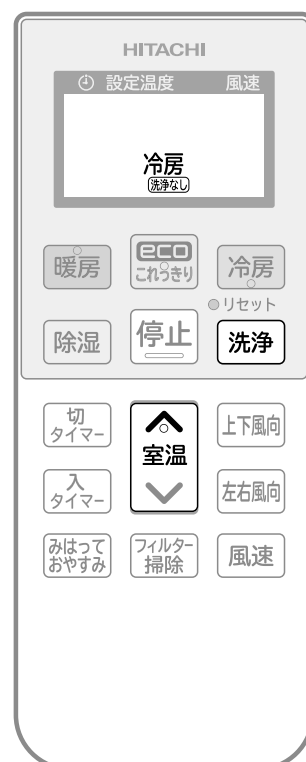 HITACHI
設定温度 風速
冷房
洗浄なし
暖房
eco
これっきり
冷房
リセット
除湿
停止
洗浄
切
タイマー
室温
上下風向
入
タイマー
左右風向
みはって
おやすみ
フィルター
掃除
風速